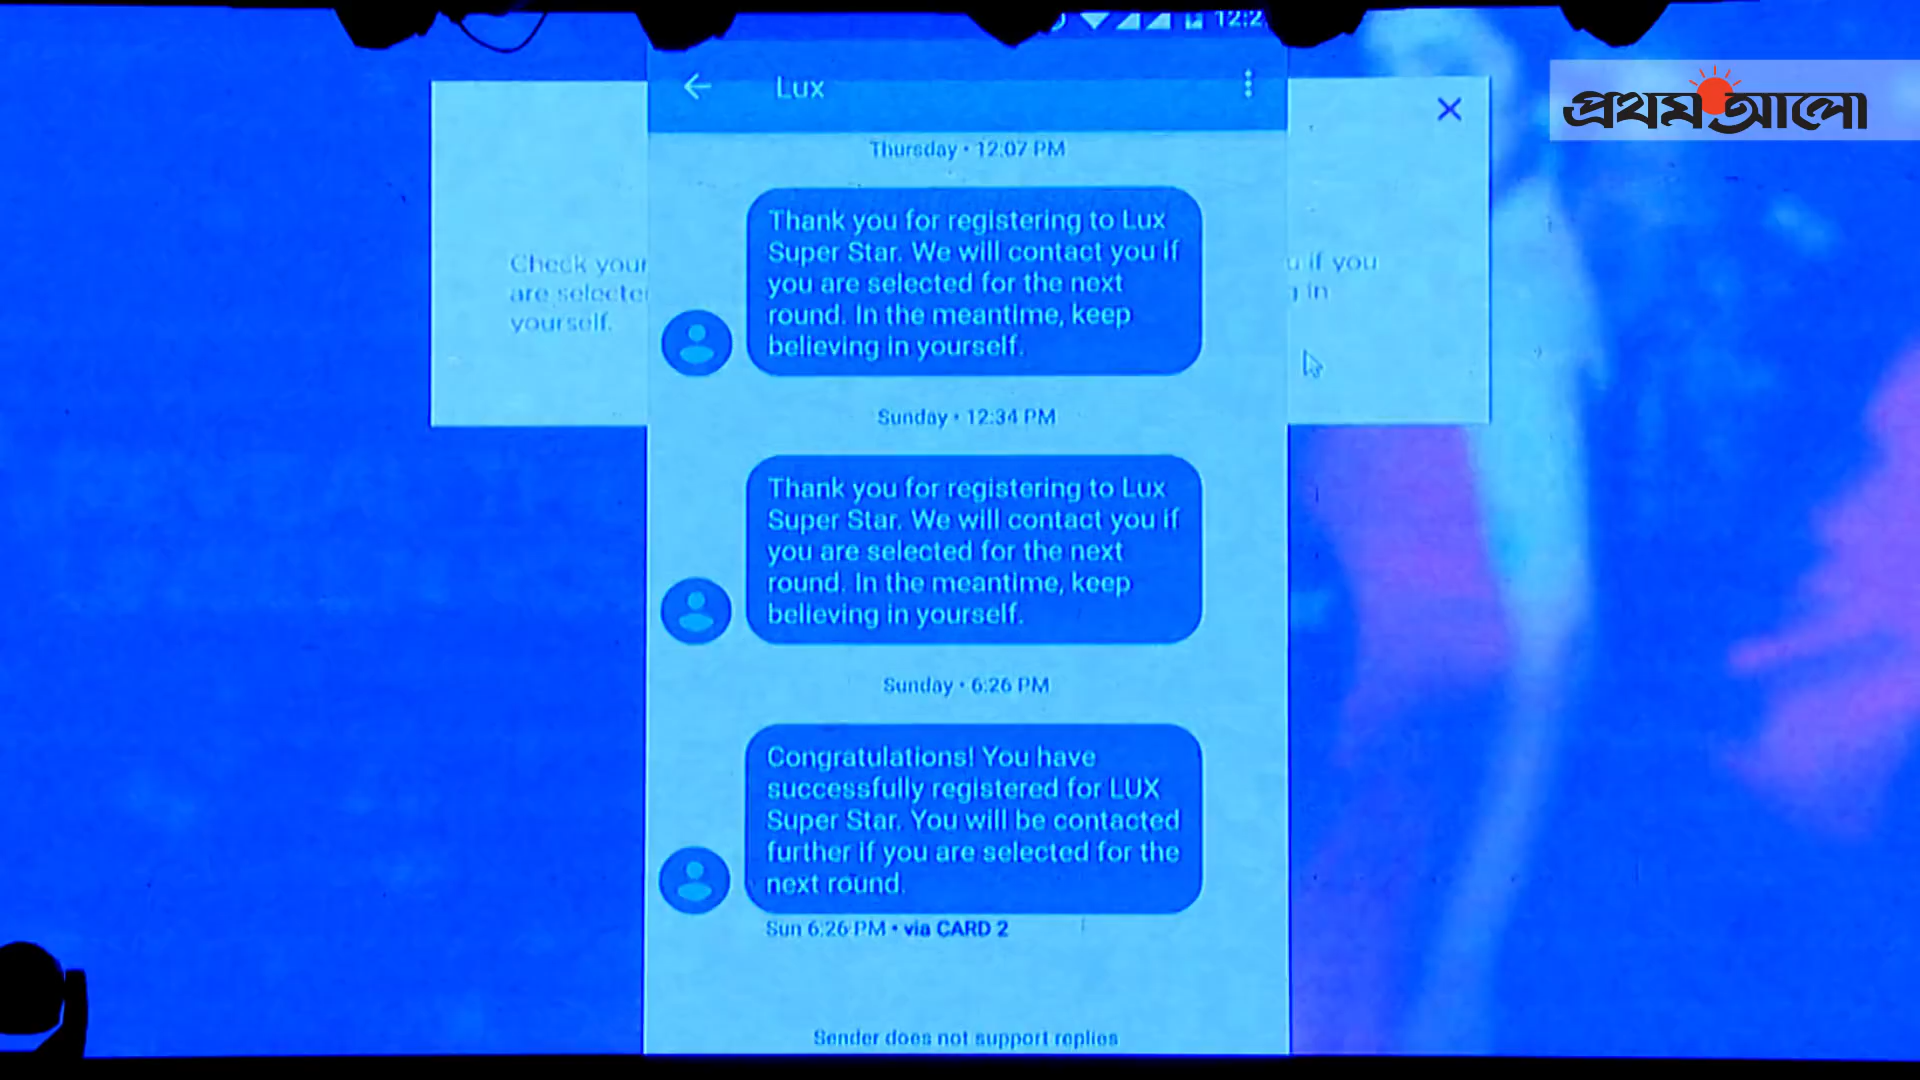 12:2
Lux
প্রথম আলো
Thursday • 12:07 PM
Thank you for registering to Lux
Super Star. We will contact you if
you are selected for the next
round. In the meantime, keep
believing in yourself.
Check your
are selected
yourself.
u if you
g in
Sunday • 12:34 PM
Thank you for registering to Lux
Super Star. We will contact you if
you are selected for the next
round. In the meantime, keep
believing in yourself.
Sunday • 6:26 PM
Congratulations! You have
successfully registered for LUX
Super Star. You will be contacted
further if you are selected for the
next round.
Sun 6:26 PM • via CARD 2
Sender does not support replies